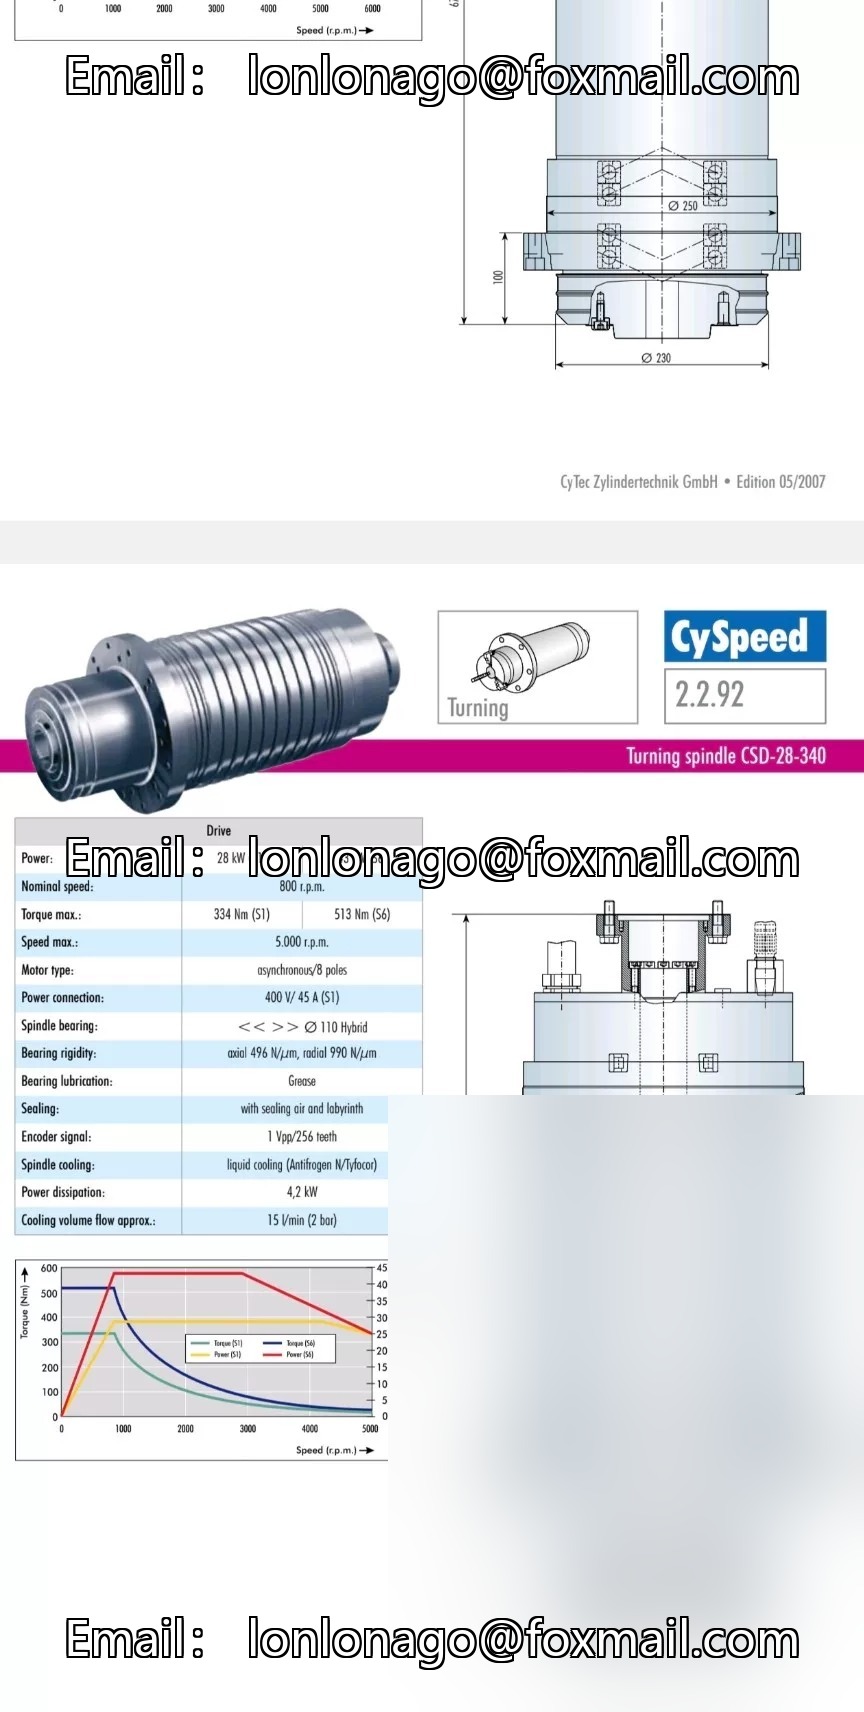 0 1000 2000 3000 4000 5000 6000
Speed (r.p.m.)
Email： lonlonago@foxmail.com
Ø 250
100
Ø 230
CyTec Zylindertechnik GmbH • Edition 05/2007
CySpeed
2.2.92
Turning
Turning spindle CSD-28-340
Drive
Email： lonlonago@foxmail.com
Power: 28 kW
Nominal speed: 800 r.p.m.
Torque max.: 334 Nm (S1) 513 Nm (S6)
Speed max.: 5.000 r.p.m.
Motor type: asynchronous/8 poles
Power connection: 400 V/ 45 A (S1)
Spindle bearing: < < > > Ø 110 Hybrid
Bearing rigidity: axial 496 N/µm, radial 990 N/µm
Bearing lubrication: Grease
Sealing: with sealing air and labyrinth
Encoder signal: 1 Vpp/256 teeth
Spindle cooling: liquid cooling (Antifrogen N/Tyfocor)
Power dissipation: 4,2 kW
Cooling volume flow approx.: 15 l/min (2 bar)
Torque (Nm)
600 45
500 40
35
400 30
300 25
20
200 15
100 10
5
0 0
Torque (S1) Torque (S6)
Power (S1) Power (S6)
0 1000 2000 3000 4000 5000
Speed (r.p.m.)
Email： lonlonago@foxmail.com